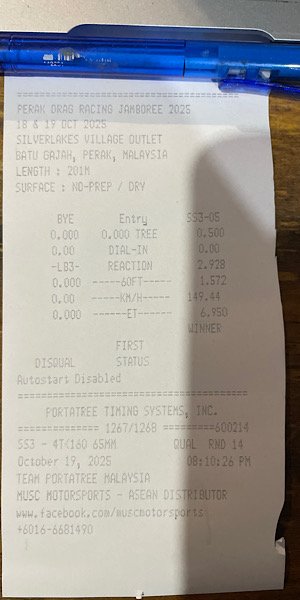 ==========================================
PERAK DRAG RACING JAMBOREE 2025
18 & 19 OCT 2025
SILVERLAKES VILLAGE OUTLET
BATU GAJAH, PERAK, MALAYSIA
LENGTH : 201M
SURFACE : NO-PREP / DRY
BYE Entry SS3-05
0.000 0.000 TREE 0.500
0.00 DIAL-IN 0.00
-LB3- REACTION 2.928
0.000 -----60FT----- 1.572
0.00 -----KM/H----- 149.44
0.000 ------ET------ 6.950
WINNER
FIRST
DISQUAL STATUS
Autostart Disabled
==========================================
PORTATREE TIMING SYSTEMS, INC.
============== 1267/1268 =========600214
SS3 - 4T<160 65MM QUAL RND 14
October 19, 2025 08:10:26 PM
TEAM PORTATREE MALAYSIA
MUSC MOTORSPORTS - ASEAN DISTRIBUTOR
www.facebook.com/muscmotorsports
+6016-6681490